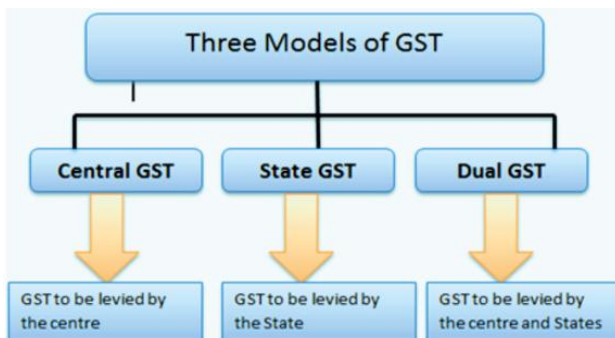 Three Models of GST
Central GST
State GST
Dual GST
GST to be levied by
the centre
GST to be levied by
the State
GST to be levied by
the centre and States